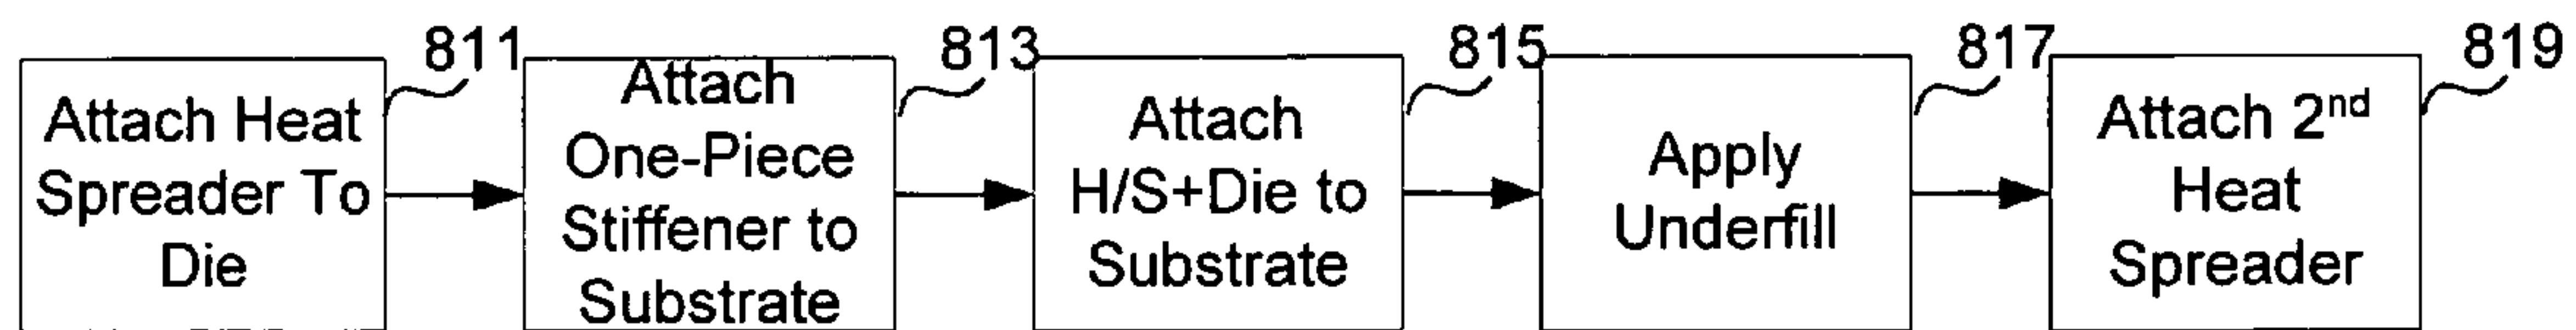 811
Attach Heat
Spreader To
Die
813
Attach
One-Piece
Stiffener to
Substrate
815
Attach
H/S+Die to
Substrate
817
Apply
Underfill
819
Attach 2nd
Heat
Spreader